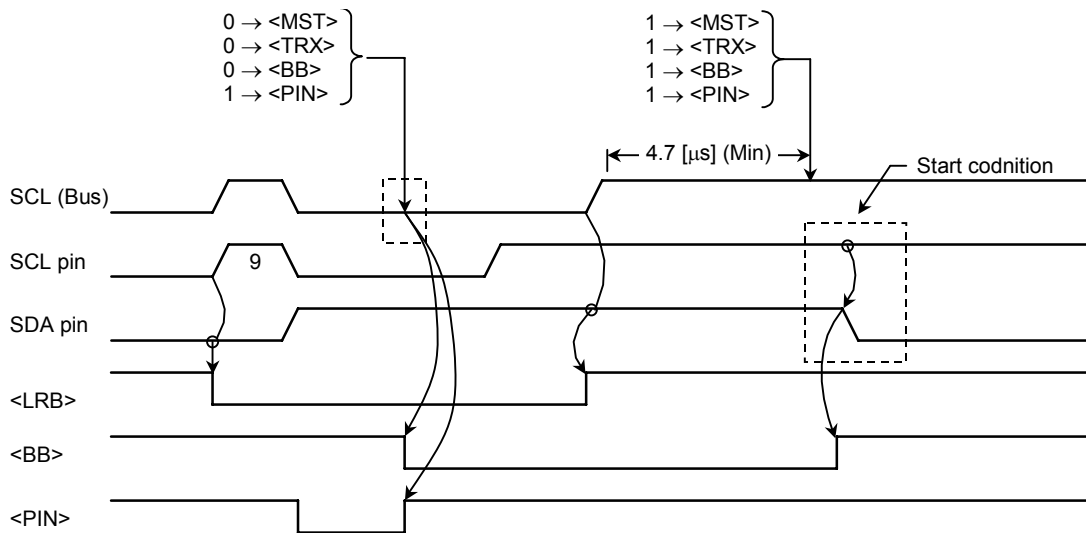 0 → <MST>
0 → <TRX>
0 → <BB>
1 → <PIN>
1 → <MST>
1 → <TRX>
1 → <BB>
1 → <PIN>
4.7 [μs] (Min)
Start codnition
SCL (Bus)
SCL pin
9
SDA pin
<LRB>
<BB>
<PIN>